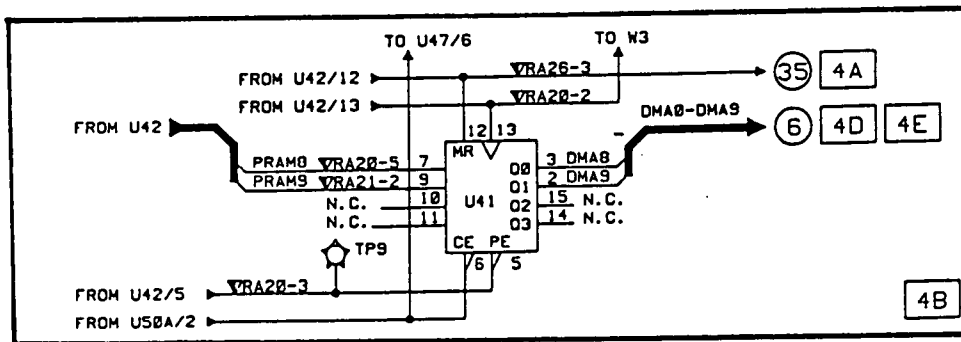 TO U47/6 TO W3
FROM U42/12 ▽RA26-3 35 4A
FROM U42/13 ▽RA20-2
DMA0-DMA9
FROM U42 12 13 6 4D 4E
MR
PRAM8 ▽RA20-5 7 Q0 3 DMA8
PRAM9 ▽RA21-2 9 Q1 2 DMA9
N.C. 10 U41 Q2 15 N.C.
N.C. 11 Q3 14 N.C.
CE PE
TP9 6 5
▽RA20-3
FROM U42/5
FROM U50A/2
4B